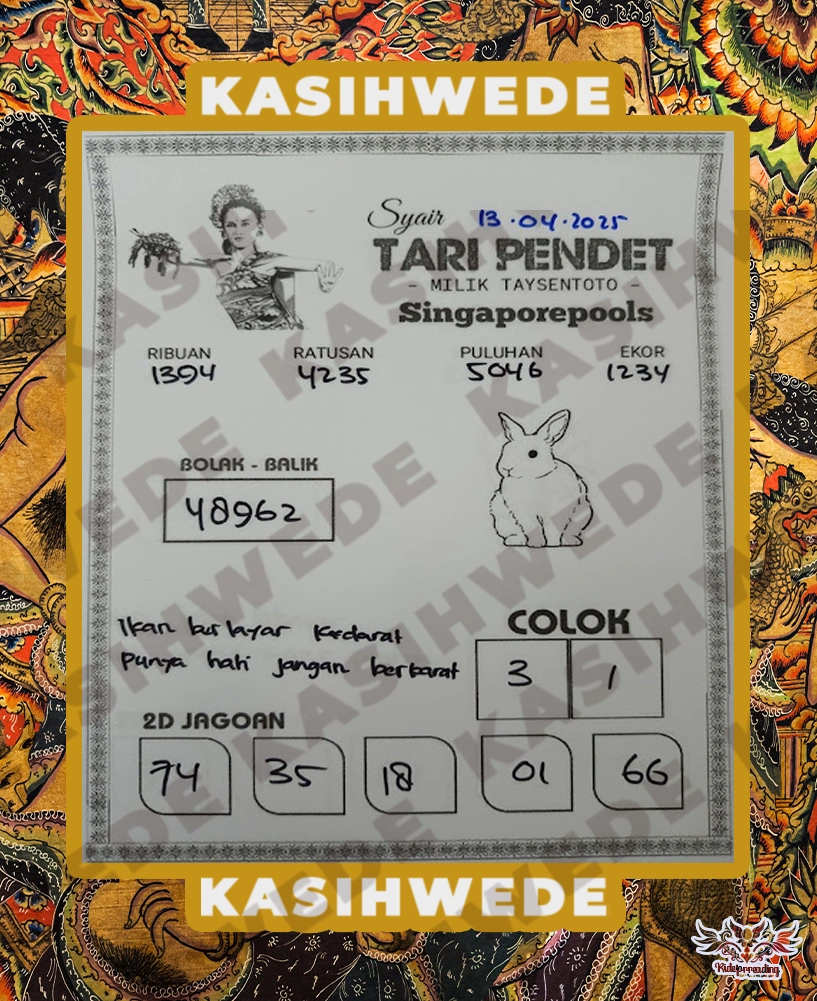 KASIHWEDE
Syair 13.04.2025
TARI PENDET
- MILIK TAYSENTOTO -
Singaporepools
RIBUAN RATUSAN PULUHAN EKOR
1394 4235 5046 1234
BOLAK - BALIK
48962
COLOK
3 1
Ikan berlayar kedarat
Punya hati jangan berkarat
2D JAGOAN
74 35 18 01 66
KASIHWEDE